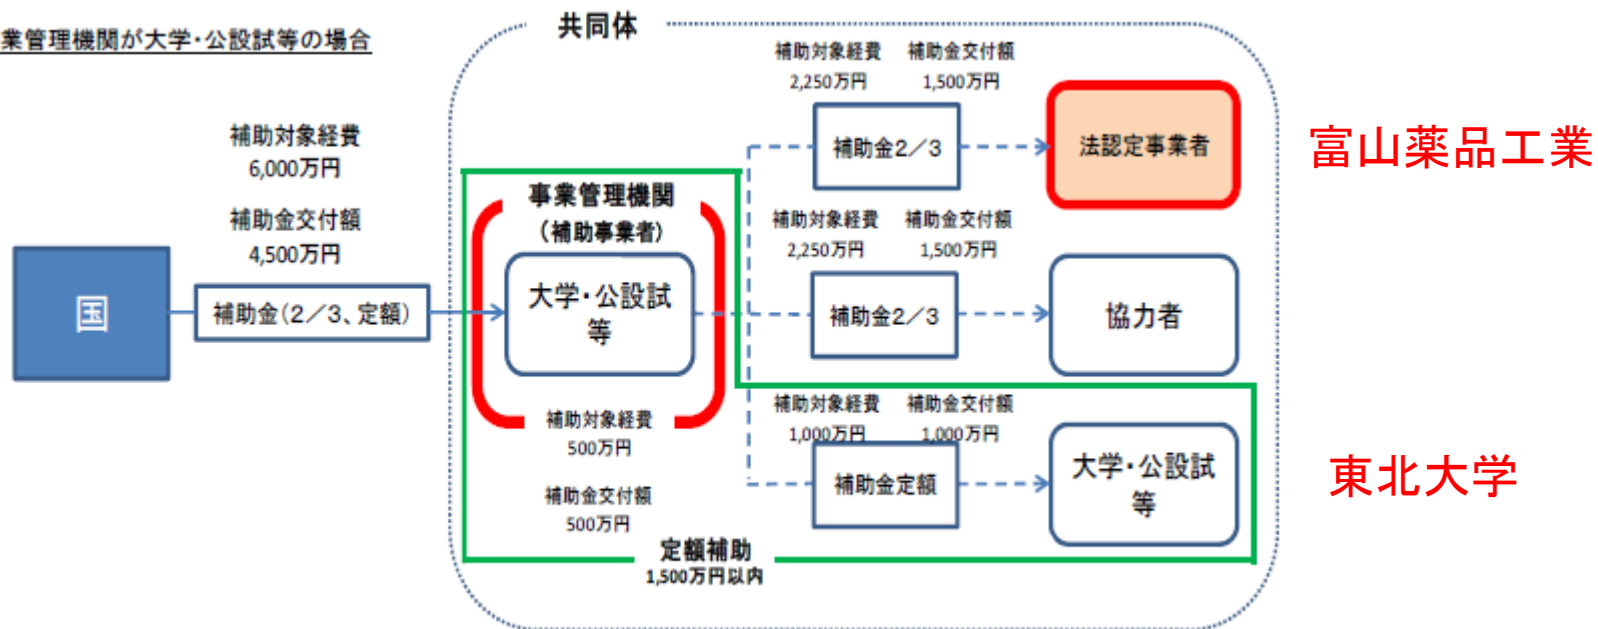 業管理機関が大学・公設試等の場合
共同体
補助対象経費
6,000万円
補助金交付額
4,500万円
国
補助金(2／3、定額)
事業管理機関
（補助事業者）
大学・公設試
等
補助対象経費
500万円
補助金交付額
500万円
定額補助
1,500万円以内
補助対象経費 補助金交付額
2,250万円 1,500万円
補助金2／3
法認定事業者
富山薬品工業
補助対象経費 補助金交付額
2,250万円 1,500万円
補助金2／3
協力者
補助対象経費 補助金交付額
1,000万円 1,000万円
補助金定額
大学・公設試
等
東北大学